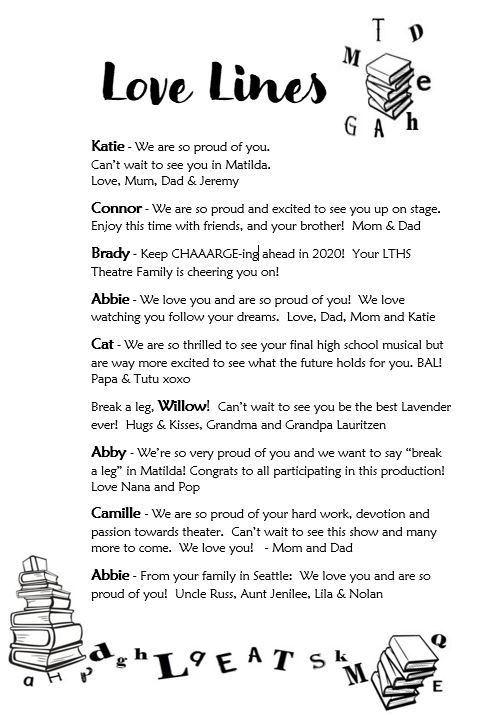 T D
M e
G A h
Love Lines
Katie - We are so proud of you.
Can't wait to see you in Matilda.
Love, Mum, Dad & Jeremy
Connor - We are so proud and excited to see you up on stage.
Enjoy this time with friends, and your brother!  Mom & Dad
Brady - Keep CHAAARGE-ing ahead in 2020!  Your LTHS
Theatre Family is cheering you on!
Abbie - We love you and are so proud of you!  We love
watching you follow your dreams.  Love, Dad, Mom and Katie
Cat - We are so thrilled to see your final high school musical but
are way more excited to see what the future holds for you. BAL!
Papa & Tutu xoxo
Break a leg, Willow!  Can't wait to see you be the best Lavender
ever!  Hugs & Kisses, Grandma and Grandpa Lauritzen
Abby - We're so very proud of you and we want to say “break
a leg” in Matilda! Congrats to all participating in this production!
Love Nana and Pop
Camille - We are so proud of your hard work, devotion and
passion towards theater.  Can't wait to see this show and many
more to come.  We love you!   - Mom and Dad
Abbie - From your family in Seattle:  We love you and are so
proud of you!  Uncle Russ, Aunt Jenilee, Lila & Nolan
a H P d g h L 9 E A T S k M Q E